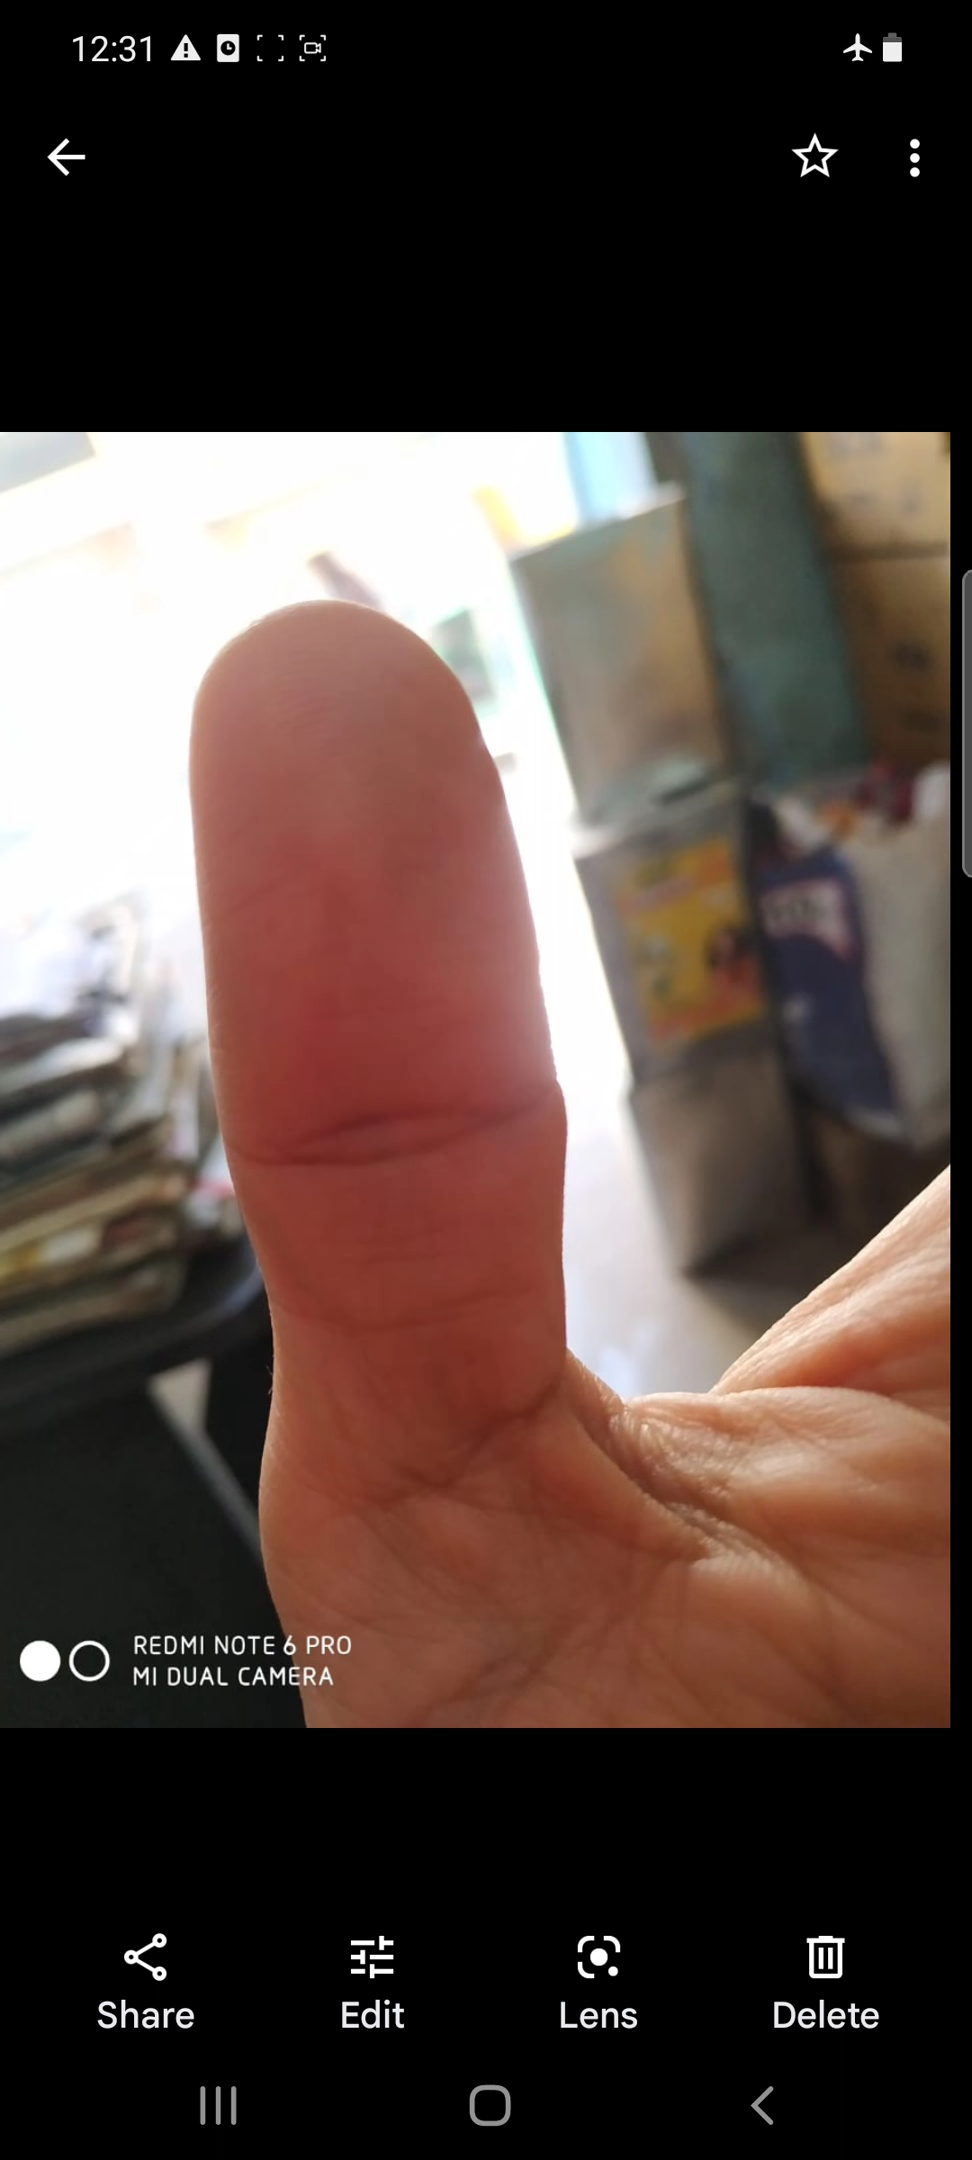 12:31
REDMI NOTE 6 PRO
MI DUAL CAMERA
Share
Edit
Lens
Delete